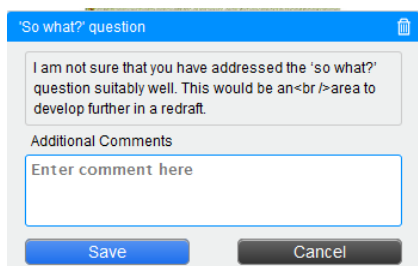 'So what?' question
I am not sure that you have addressed the ‘so what?’
question suitably well. This would be an<br />area to
develop further in a redraft.
Additional Comments
Enter comment here
Save Cancel